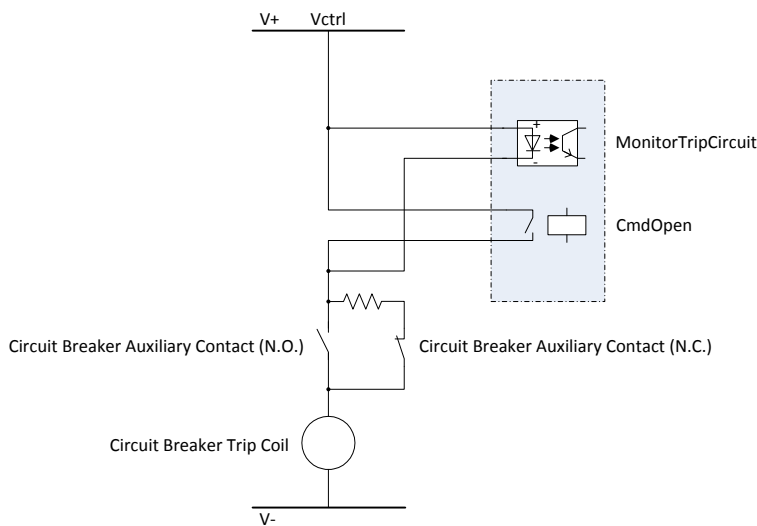 V+ Vctrl
+
MonitorTripCircuit
-
CmdOpen
Circuit Breaker Auxiliary Contact (N.O.)
Circuit Breaker Auxiliary Contact (N.C.)
Circuit Breaker Trip Coil
V-